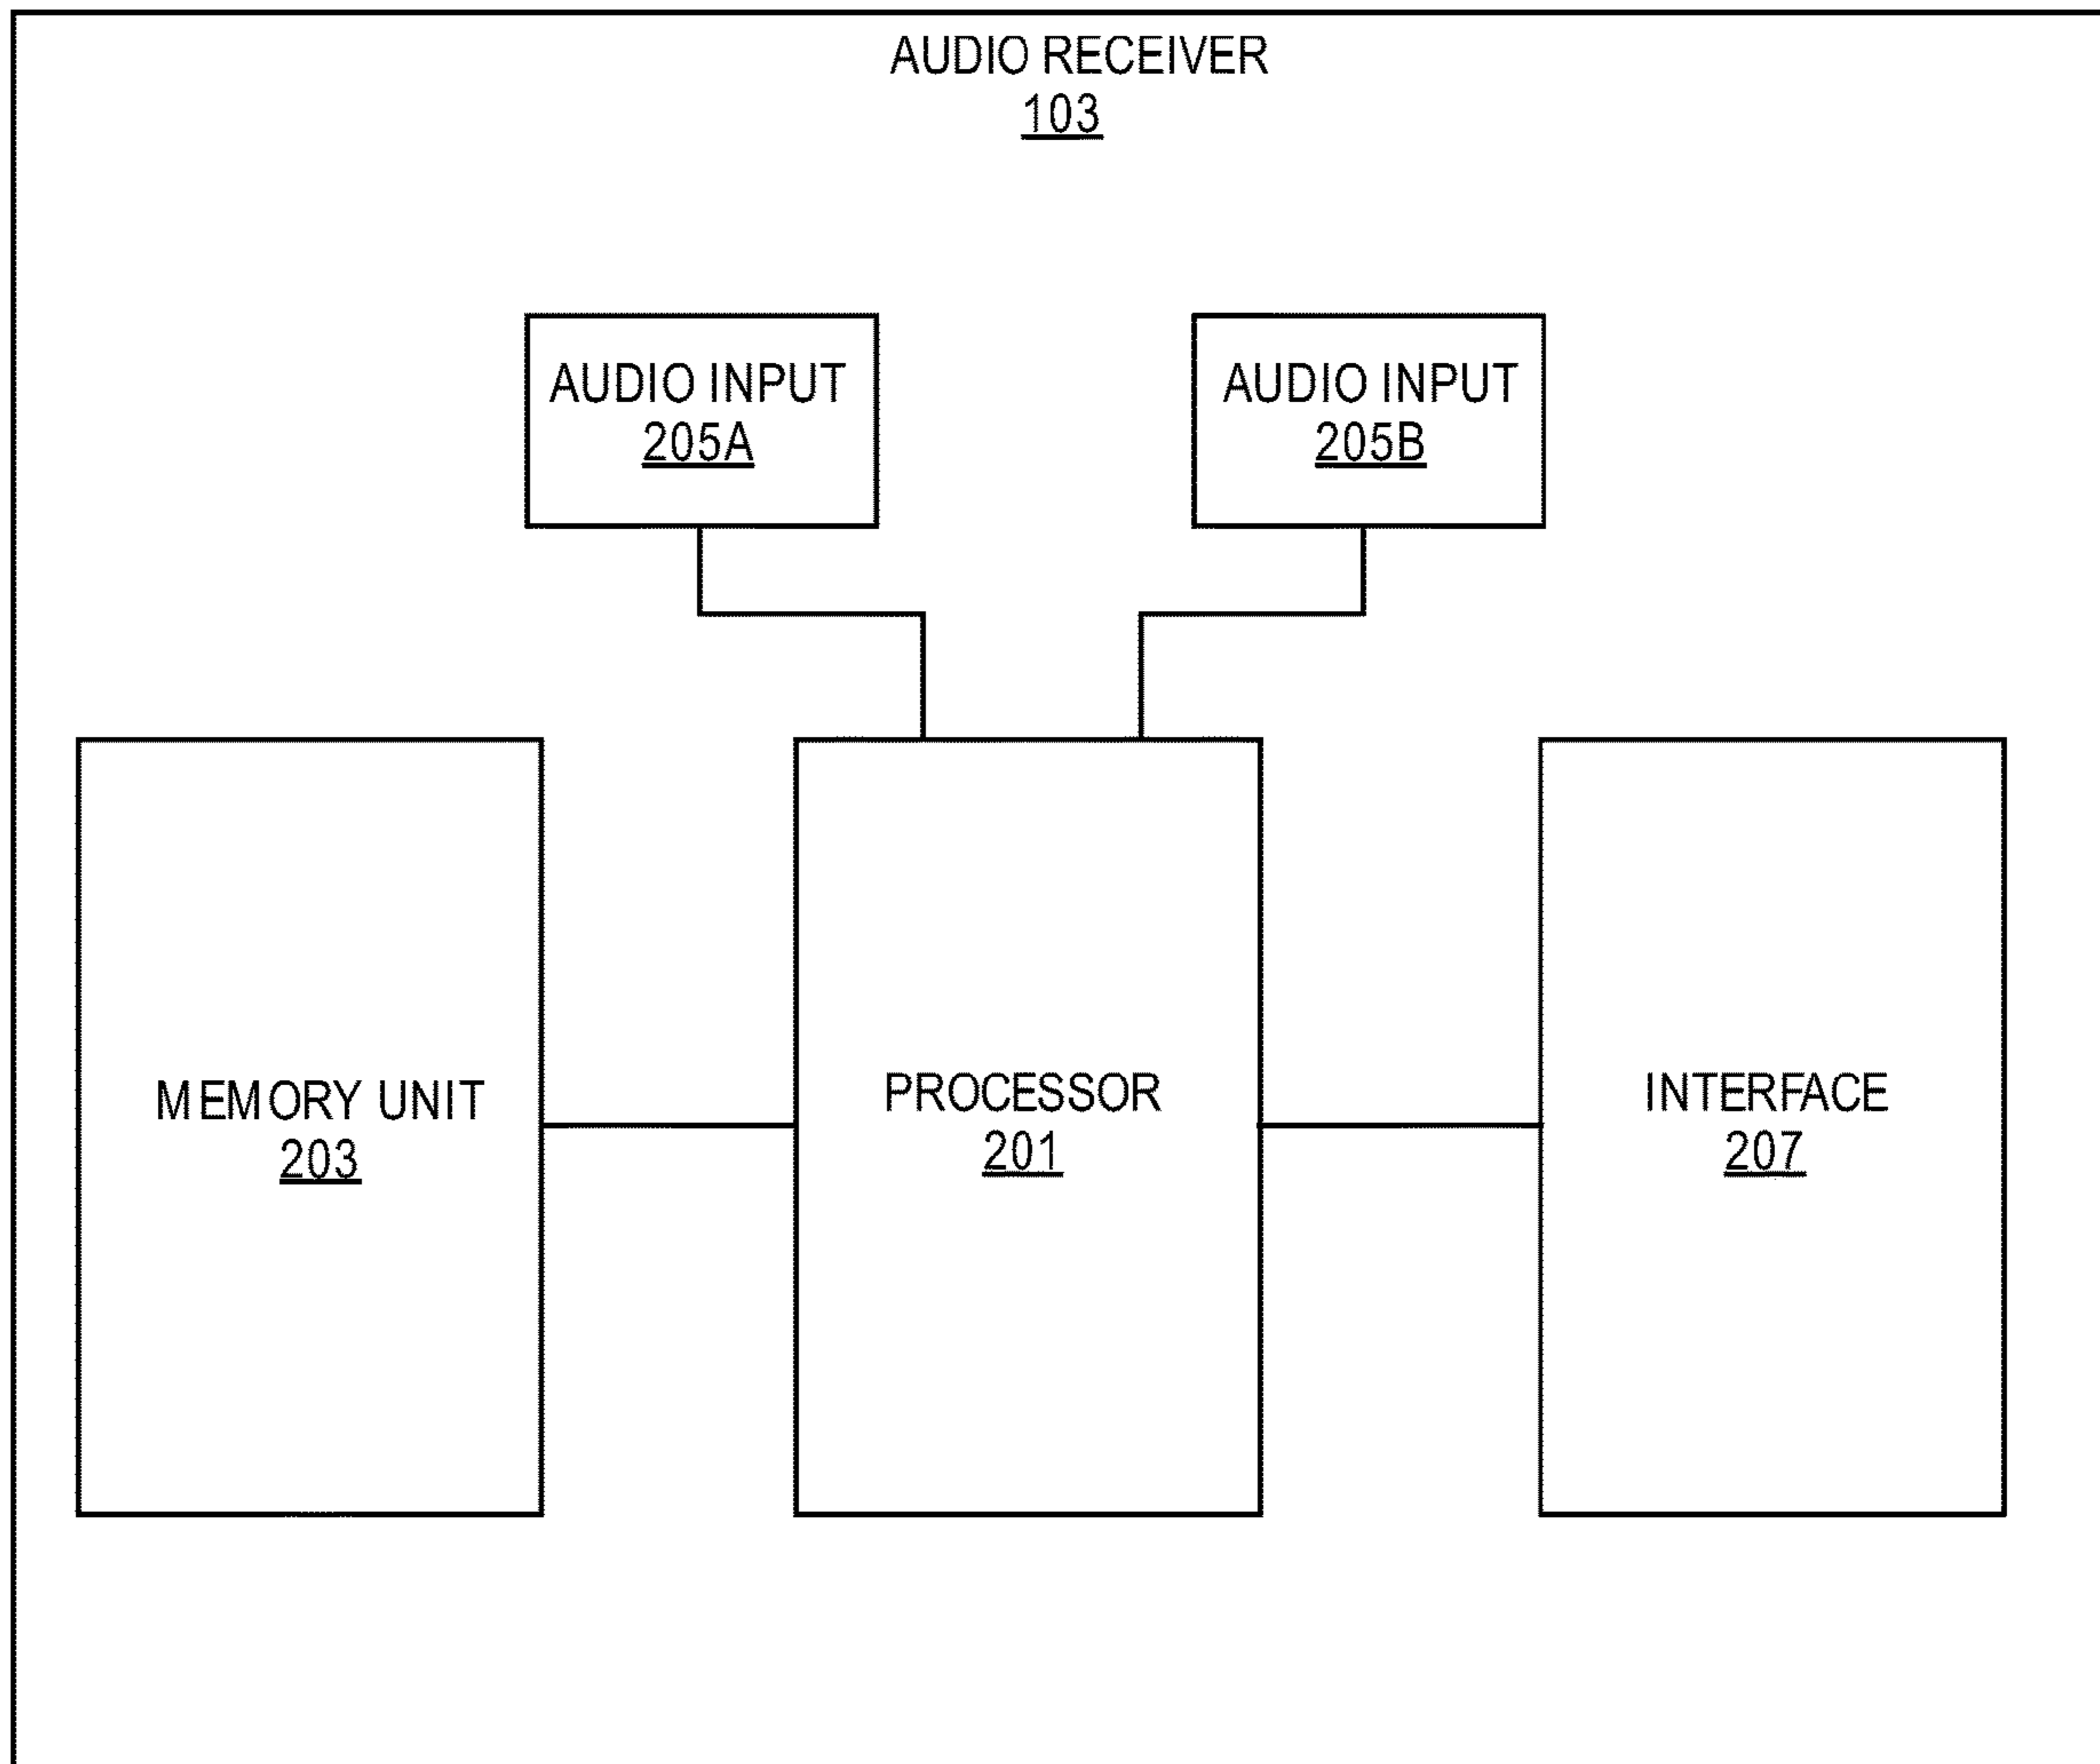 AUDIO RECEIVER
103
AUDIO INPUT
205A
AUDIO INPUT
205B
MEMORY UNIT
203
PROCESSOR
201
INTERFACE
207